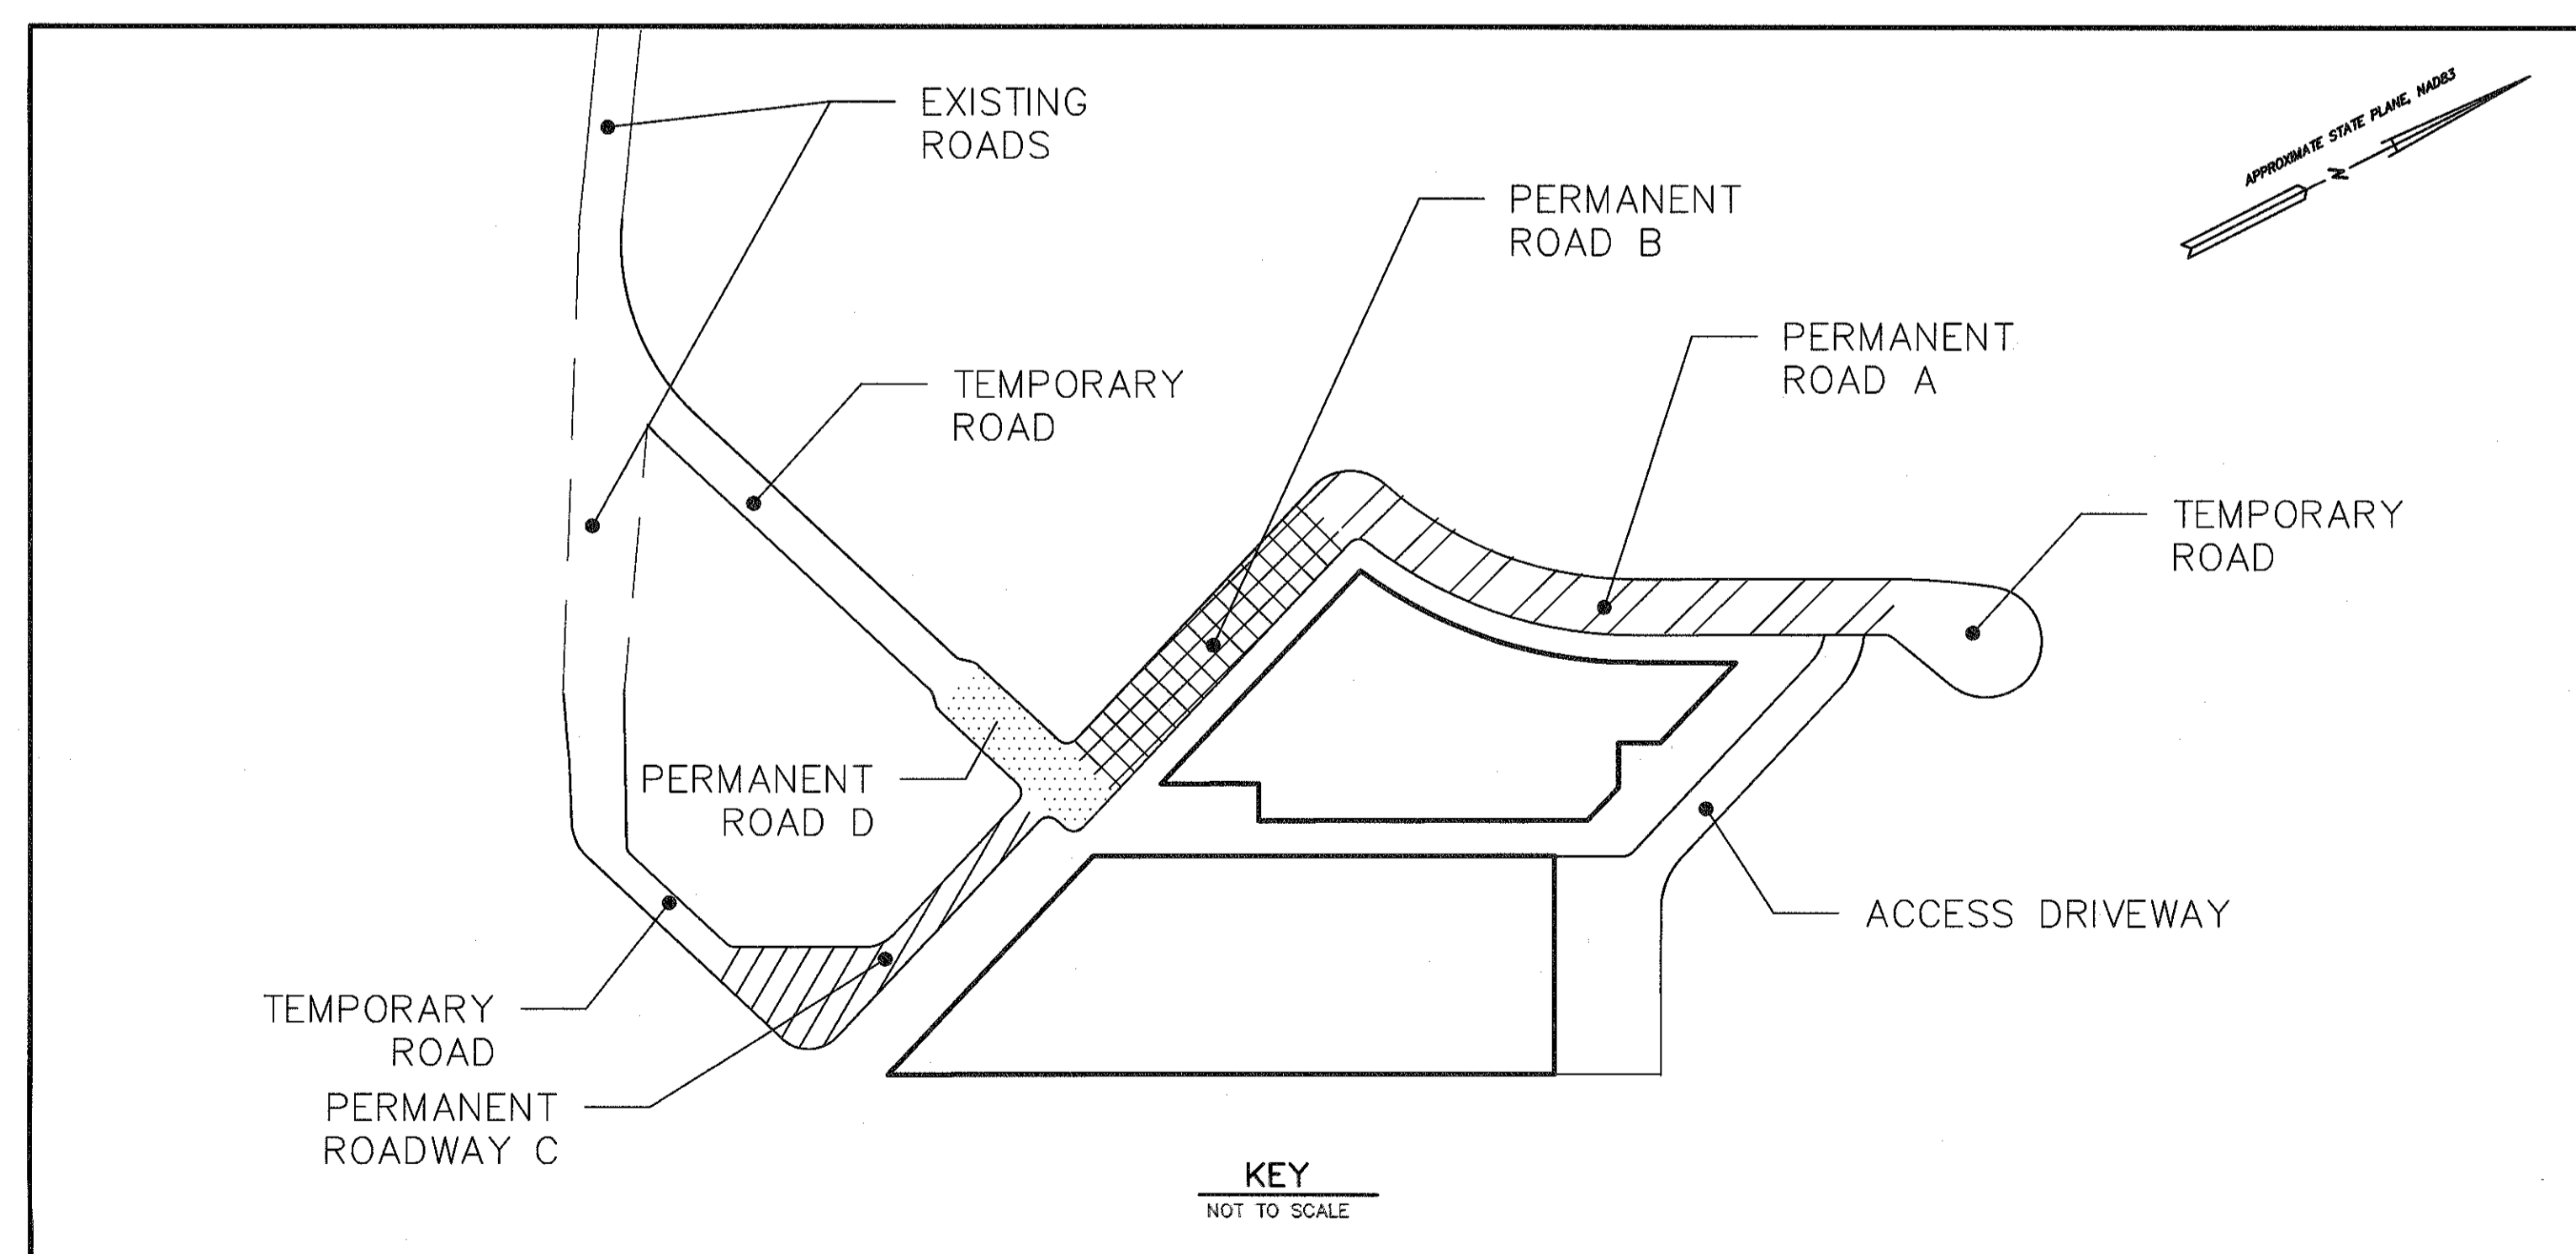 EXISTING
ROADS
APPROXIMATE STATE PLANE, NAD83
N
PERMANENT
ROAD B
PERMANENT
ROAD A
TEMPORARY
ROAD
TEMPORARY
ROAD
PERMANENT
ROAD D
ACCESS DRIVEWAY
TEMPORARY
ROAD
PERMANENT
ROADWAY C
KEY
NOT TO SCALE